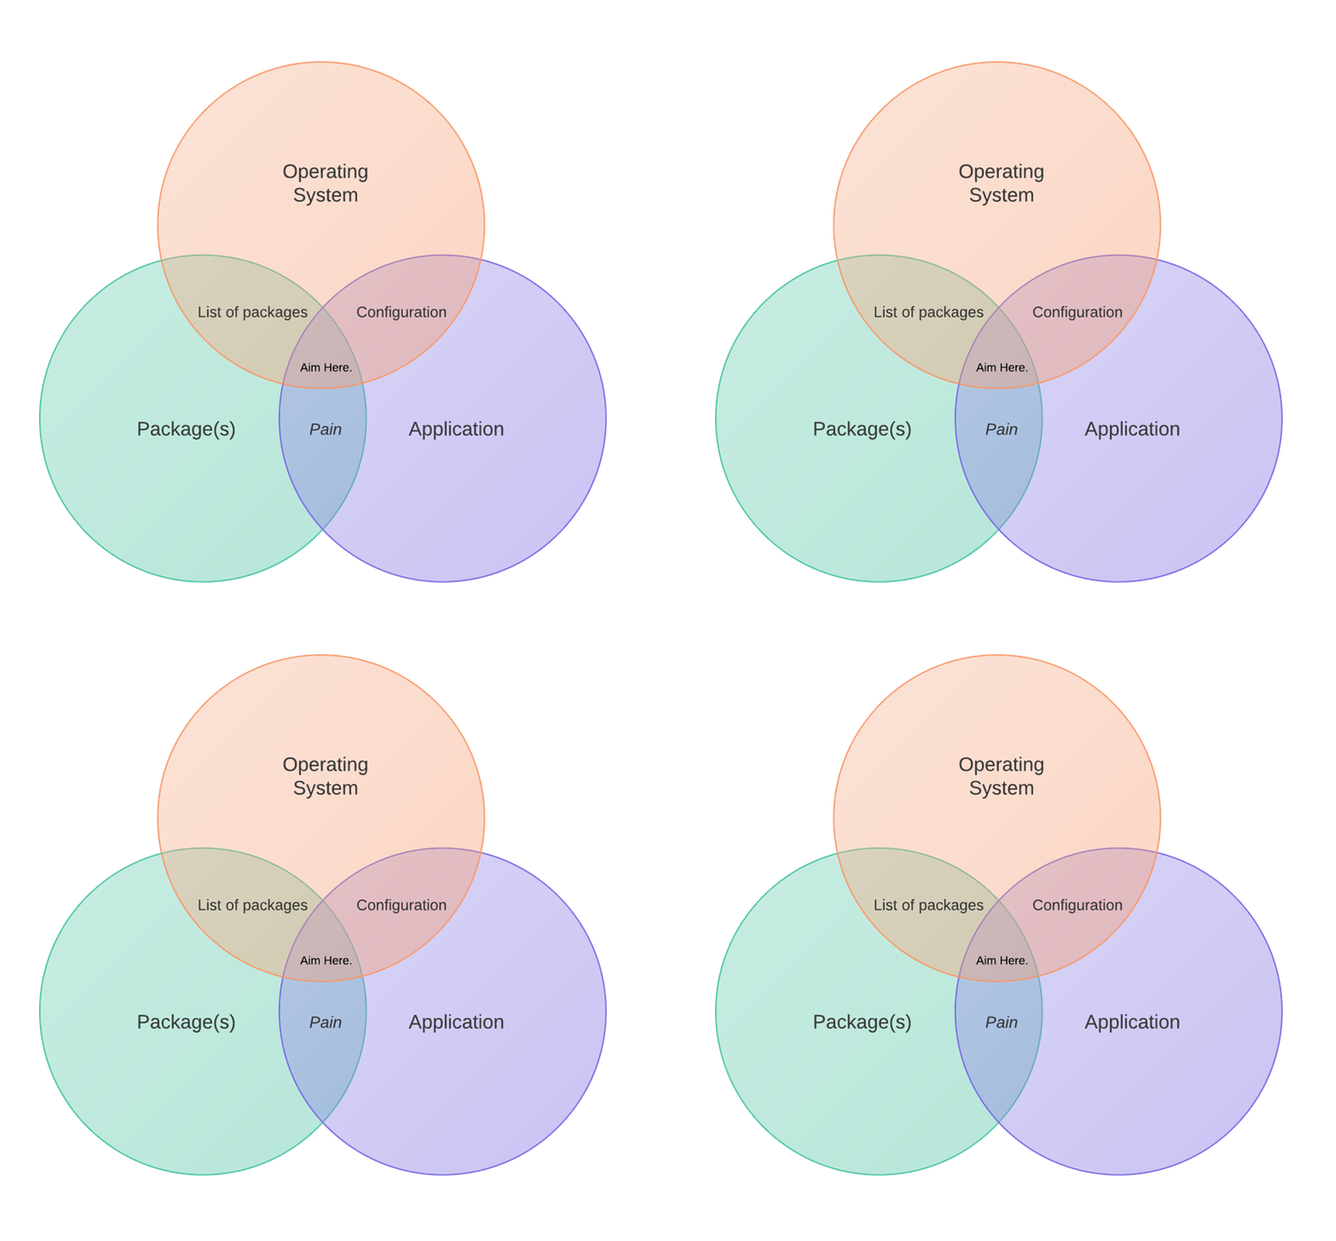 Operating
System
List of packages
Configuration
Aim Here.
Package(s)
Pain
Application
Operating
System
List of packages
Configuration
Aim Here.
Package(s)
Pain
Application
Operating
System
List of packages
Configuration
Aim Here.
Package(s)
Pain
Application
Operating
System
List of packages
Configuration
Aim Here.
Package(s)
Pain
Application